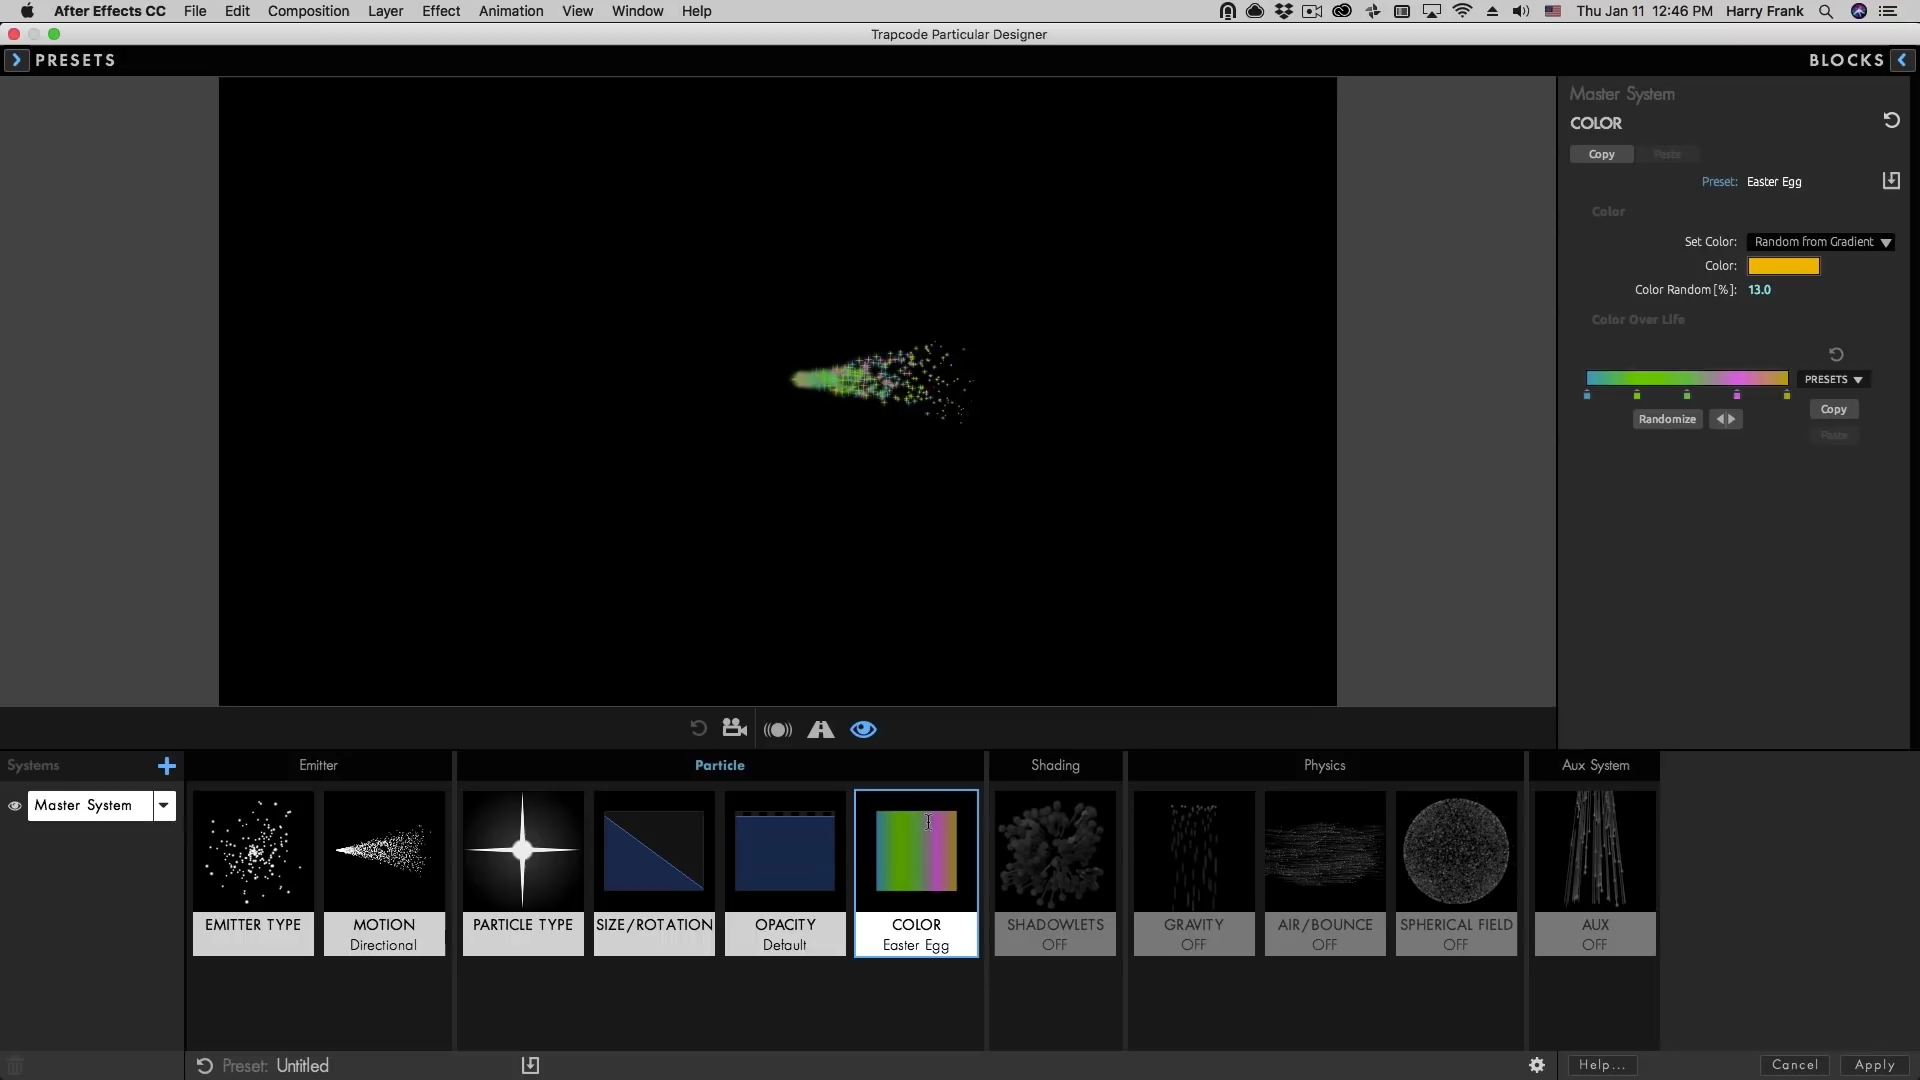 After Effects CC File Edit Composition Layer Effect Animation View Window Help Thu Jan 11 12:46 PM Harry Frank
Trapcode Particular Designer
PRESETS
BLOCKS
Master System
COLOR
Copy Paste
Preset: Easter Egg
Color
Set Color: Random from Gradient
Color:
Color Random [%]: 13.0
Color Over Life
PRESETS
Randomize
Copy
Paste
Systems
Emitter
Particle
Shading
Physics
Aux System
Master System
EMITTER TYPE
MOTION
Directional
PARTICLE TYPE
SIZE/ROTATION
OPACITY
Default
COLOR
Easter Egg
SHADOWLETS
OFF
GRAVITY
OFF
AIR/BOUNCE
OFF
SPHERICAL FIELD
OFF
AUX
OFF
Preset: Untitled
Help...
Cancel
Apply